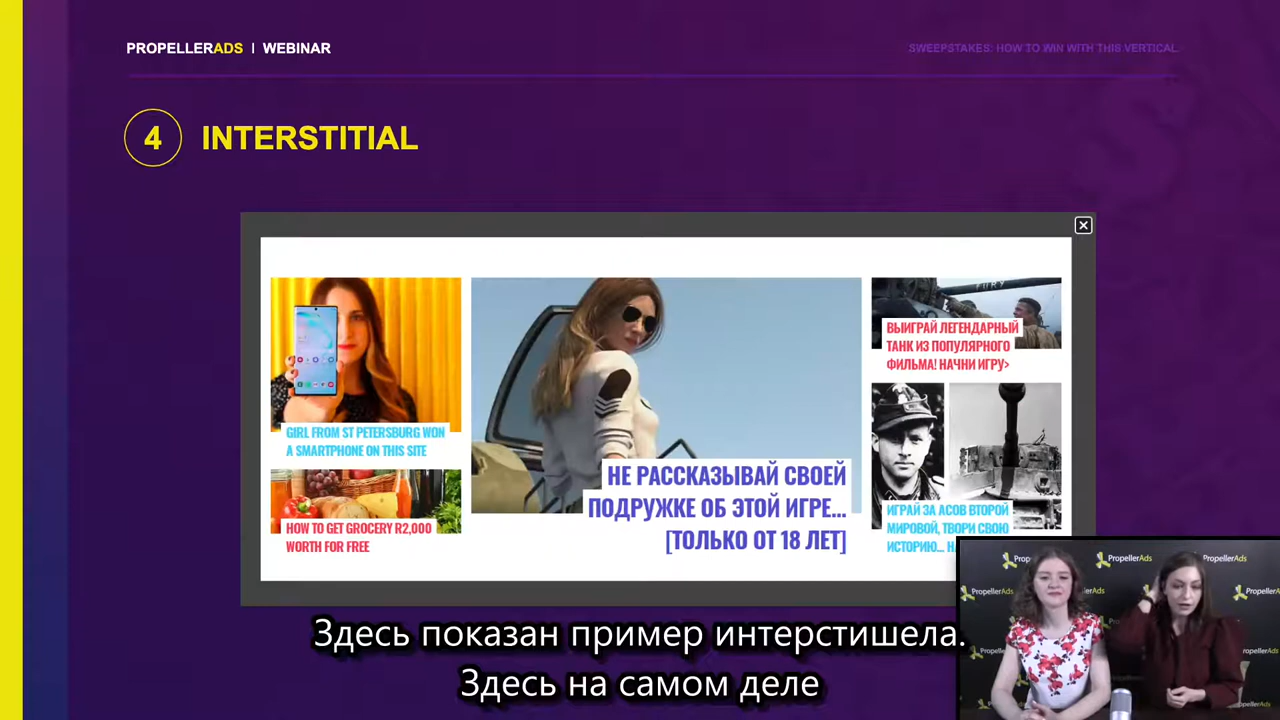 PROPELLERADS | WEBINAR
SWEEPSTAKES: HOW TO WIN WITH THIS VERTICAL
4 INTERSTITIAL
GIRL FROM ST PETERSBURG WON
A SMARTPHONE ON THIS SITE
HOW TO GET GROCERY R2,000
WORTH FOR FREE
НЕ РАССКАЗЫВАЙ СВОЕЙ
ПОДРУЖКЕ ОБ ЭТОЙ ИГРЕ...
[ТОЛЬКО ОТ 18 ЛЕТ]
FURY
ВЫИГРАЙ ЛЕГЕНДАРНЫЙ
ТАНК ИЗ ПОПУЛЯРНОГО
ФИЛЬМА! НАЧНИ ИГРУ>
ИГРАЙ ЗА АСОВ ВТОРОЙ
МИРОВОЙ, ТВОРИ СВОЮ
ИСТОРИЮ...
PropellerAds
PropellerAds
PropellerAds
Здесь показан пример интерстишела.
Здесь на самом деле